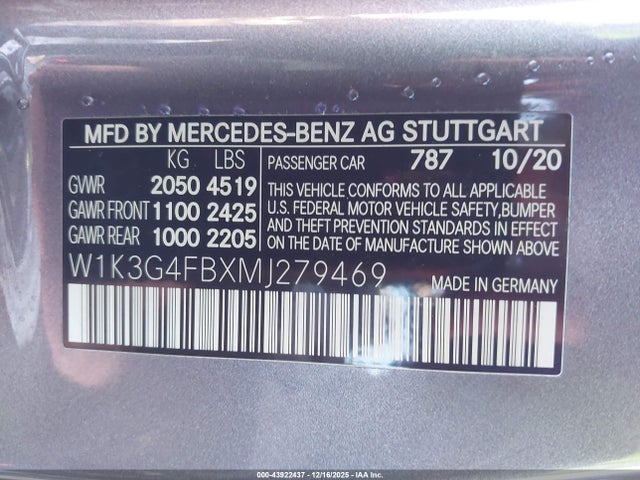 MFD BY MERCEDES-BENZ AG STUTTGART
KG LBS PASSENGER CAR 787 10/20
GVWR 2050 4519
GAWR FRONT 1100 2425
GAWR REAR 1000 2205
THIS VEHICLE CONFORMS TO ALL APLICABLE
U.S. FEDERAL MOTOR VEHICLE SAFETY,BUMPER
AND THEFT PREVENTION STANDARDS IN EFFECT
ON THE DATE OF MANUFACTURE SHOWN ABOVE.
W1K3G4FBXMJ279469 MADE IN GERMANY
©00-43922437 - 12/16/2025 - IAA Inc.